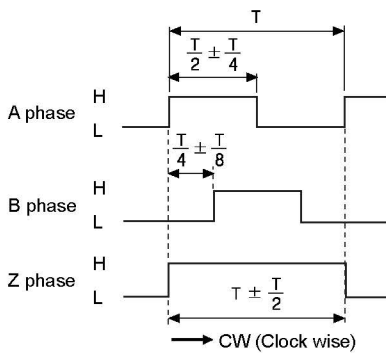 T
T/2 ± T/4
H
A phase
L
T/4 ± T/8
H
B phase
L
H
Z phase
L
T ± T/2
CW (Clock wise)